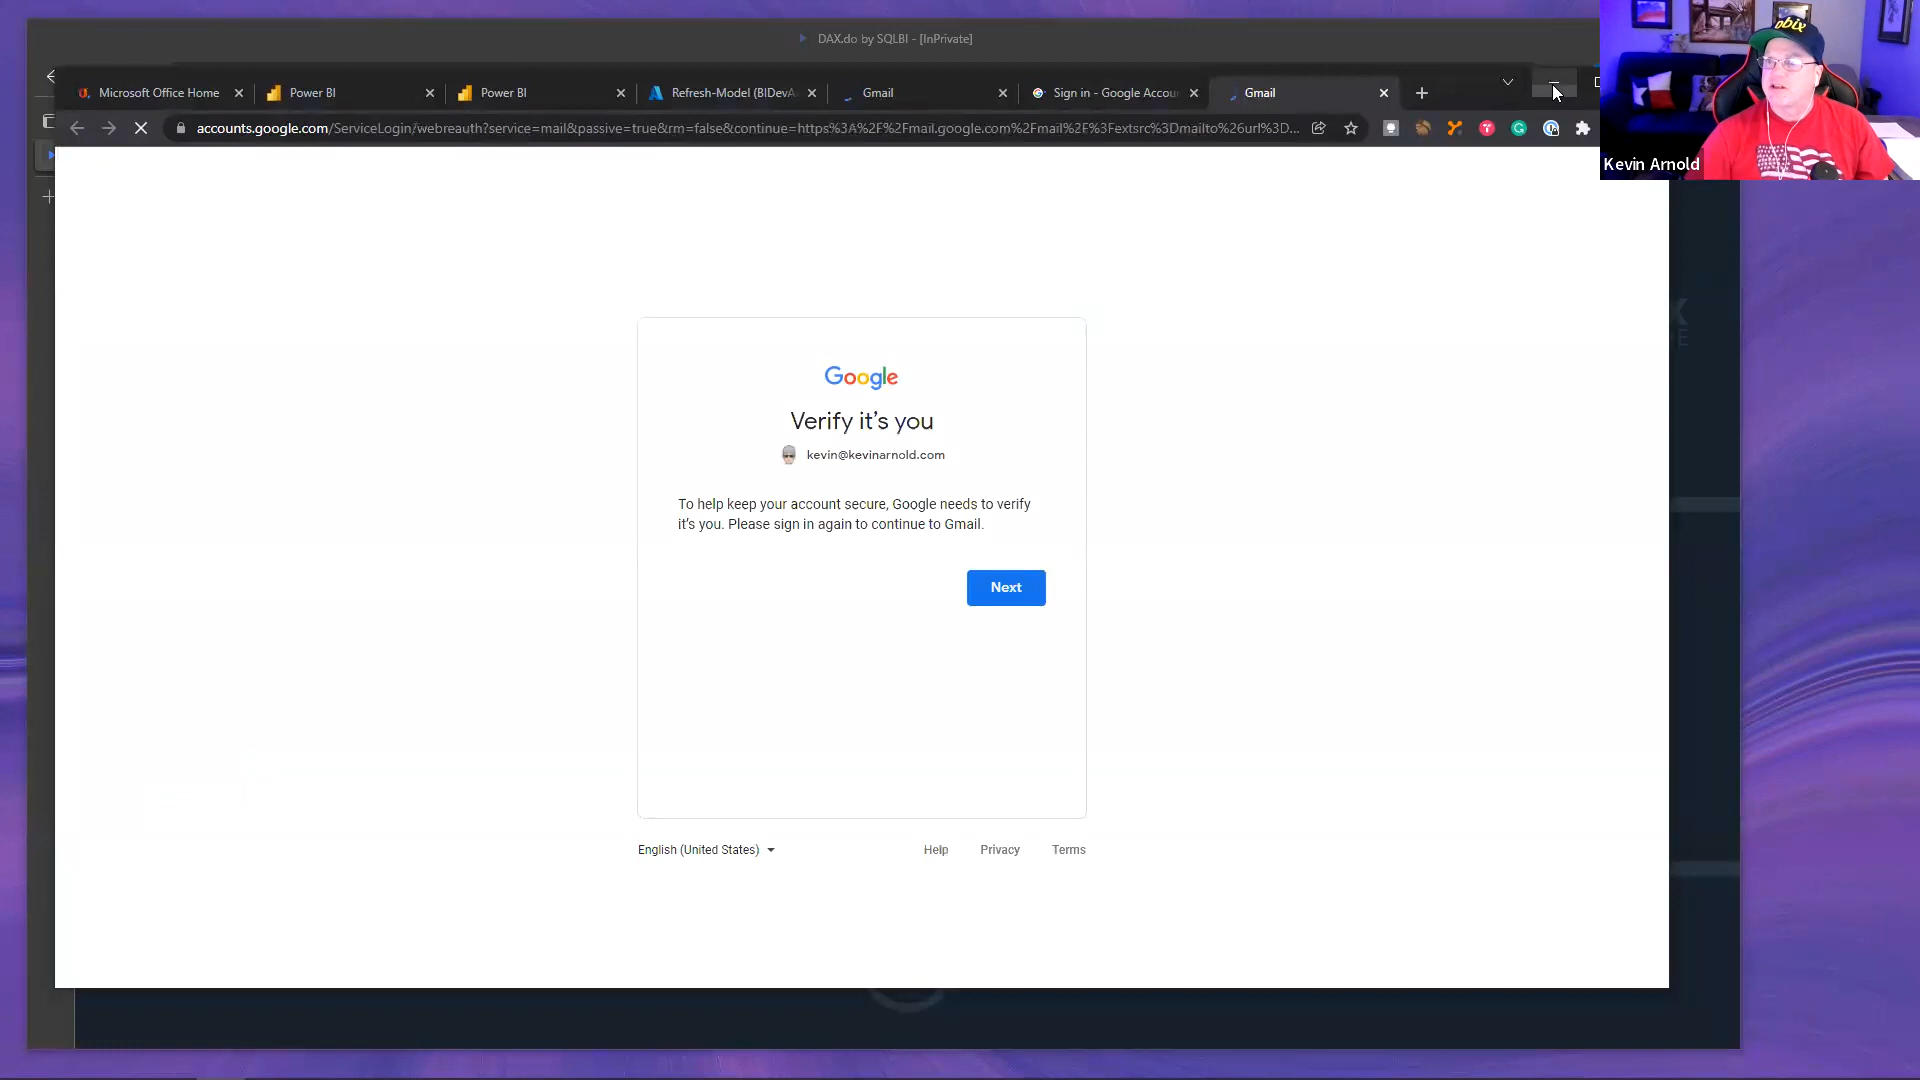 DAX.do by SQLBI - [InPrivate]
Microsoft Office Home
Power BI
Power BI
Refresh-Model (BIDevA
Gmail
Sign in - Google Accou
Gmail
accounts.google.com/ServiceLogin/webreauth?service=mail&passive=true&rm=false&continue=https%3A%2F%2Fmail.google.com%2Fmail%2F%3Fextsrc%3Dmailto%26url%3D...
obix
Kevin Arnold
Google
Verify it's you
kevin@kevinarnold.com
To help keep your account secure, Google needs to verify
it's you. Please sign in again to continue to Gmail.
Next
English (United States)
Help
Privacy
Terms